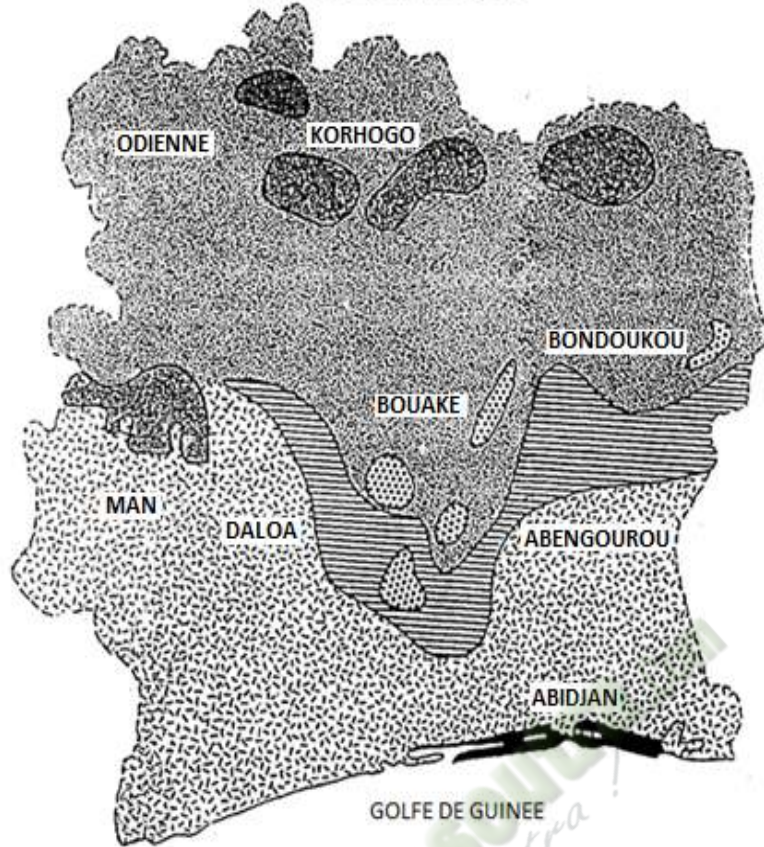 ODIENNE
KORHOGO
BONDOUKOU
BOUAKE
MAN
DALOA
ABENGOUROU
ABIDJAN
GOLFE DE GUINEE